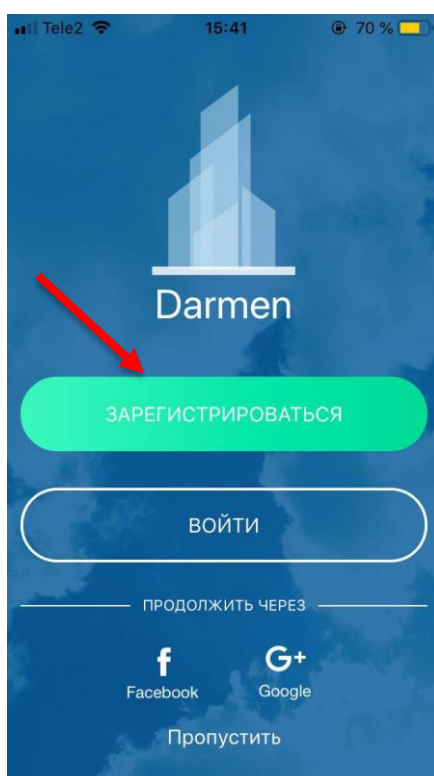 Tele2 15:41 70 %
Darmen
ЗАРЕГИСТРИРОВАТЬСЯ
ВОЙТИ
ПРОДОЛЖИТЬ ЧЕРЕЗ
f G+
Facebook Google
Пропустить